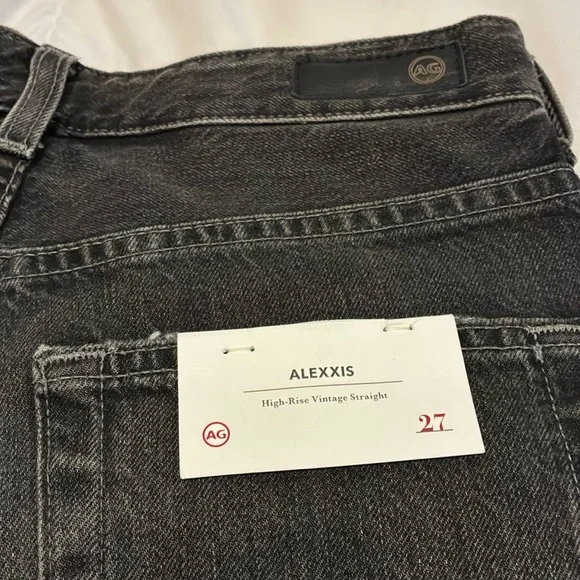 AG
ALEXXIS
High-Rise Vintage Straight
AG
27